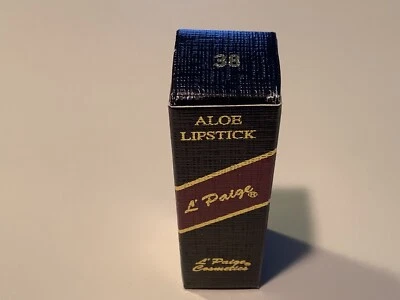 38
ALOE
LIPSTICK
L' Paige®
L' Paige®
Cosmetics